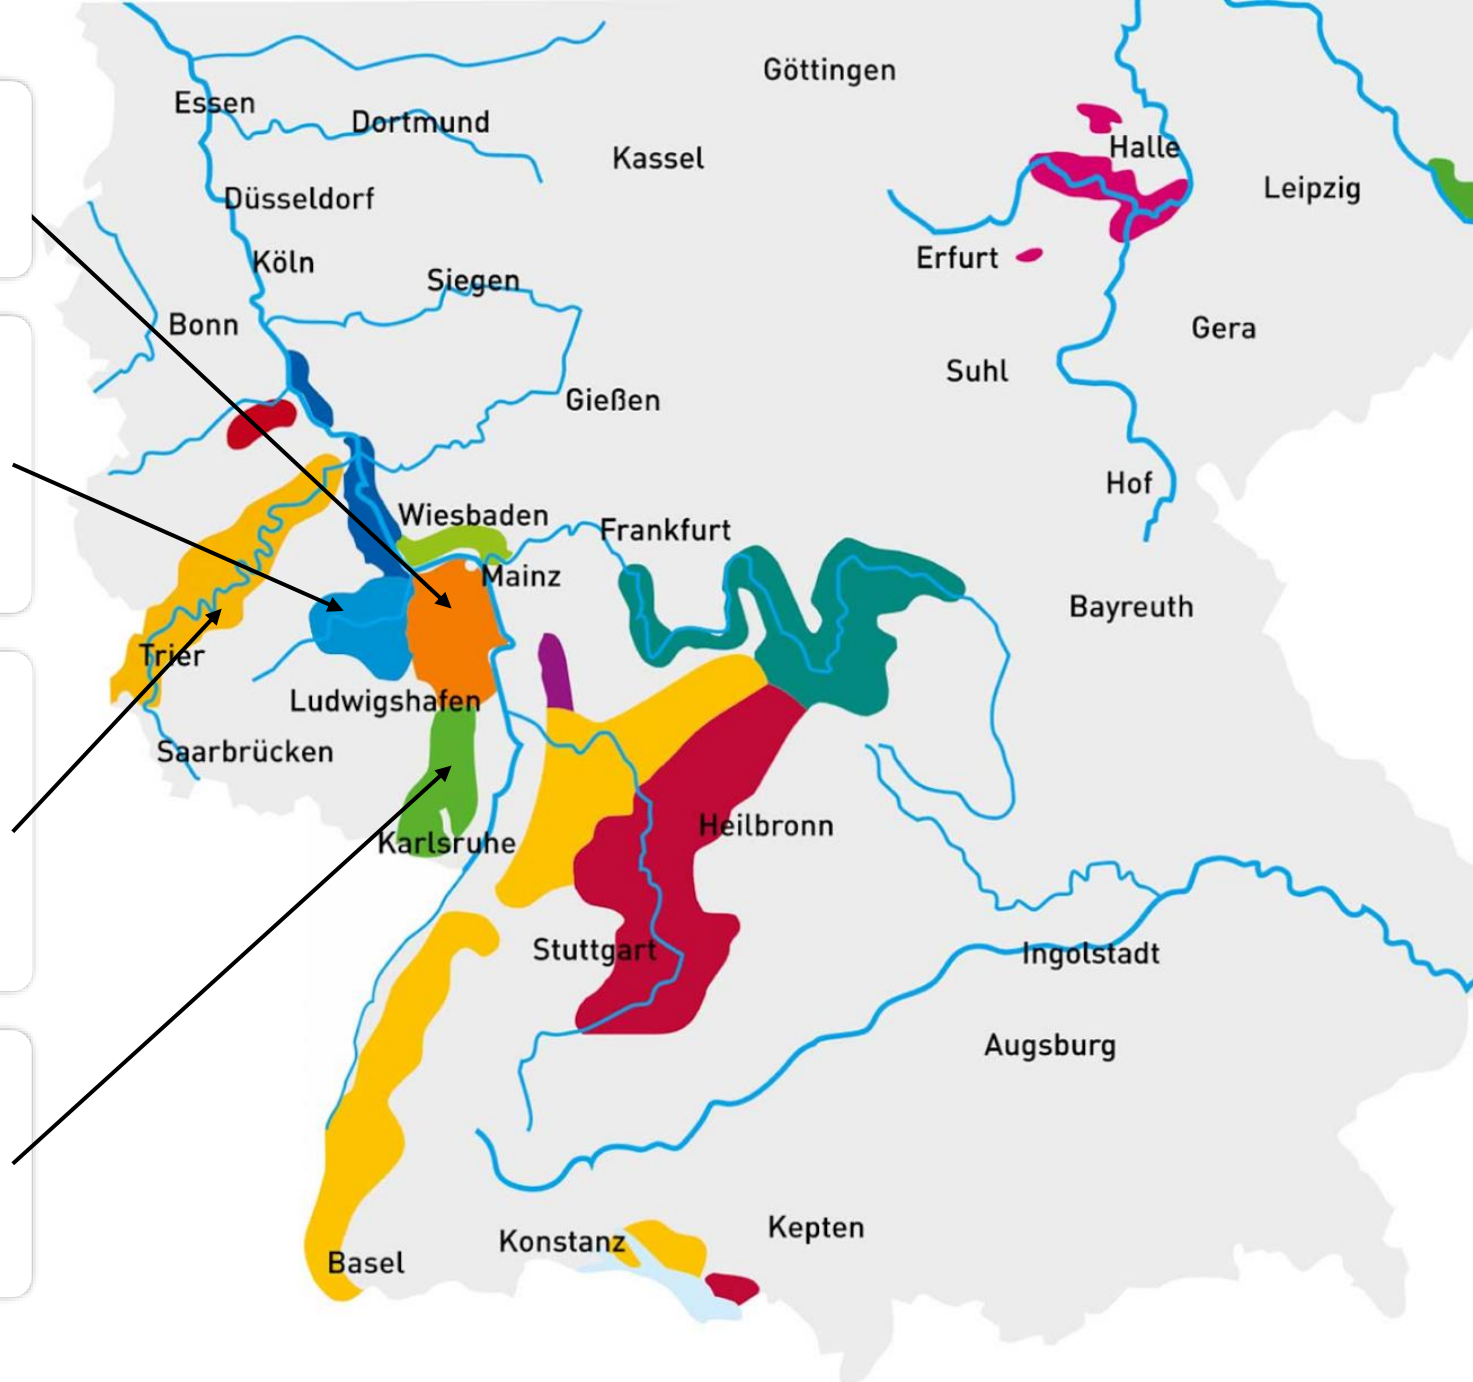 Göttingen
Essen
Dortmund
Halle
Kassel
Leipzig
Düsseldorf
Erfurt
Köln
Siegen
Bonn
Gera
Suhl
Gießen
Hof
Wiesbaden
Frankfurt
Mainz
Bayreuth
Trier
Ludwigshafen
Saarbrücken
Heilbronn
Karlsruhe
Stuttgart
Ingolstadt
Augsburg
Kepten
Konstanz
Basel